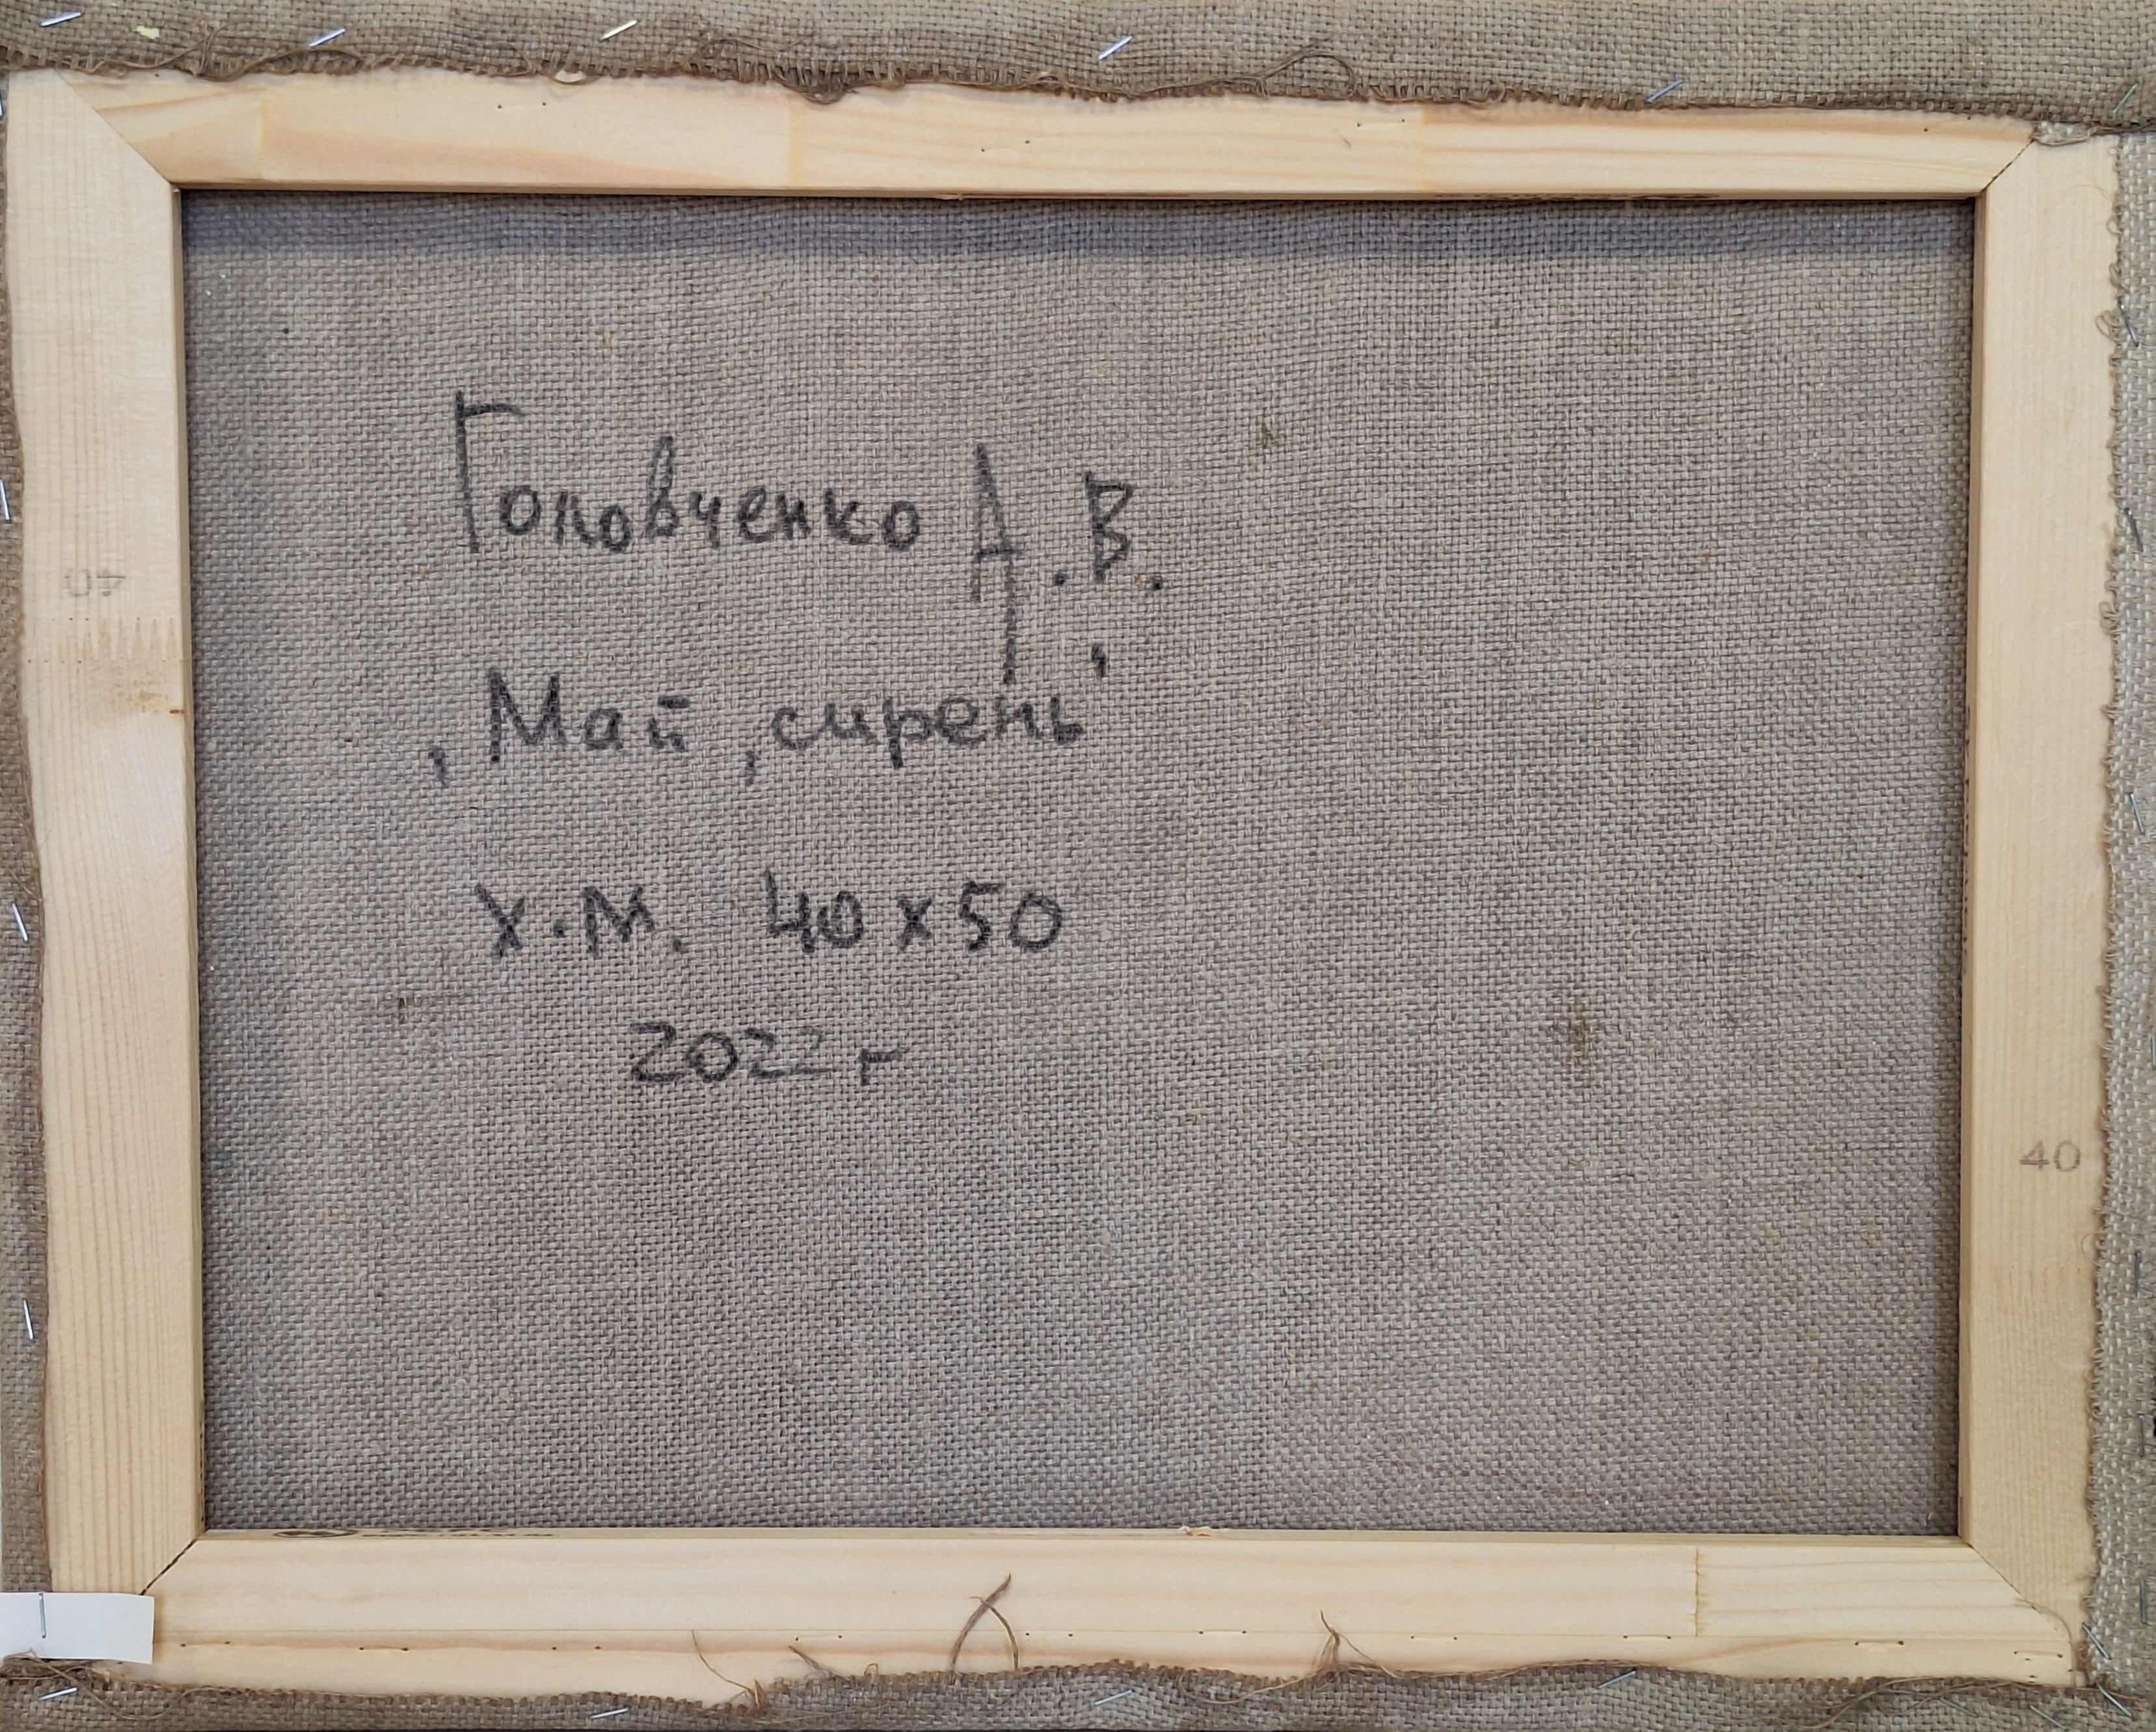 Головченко А.В.
„Май, сирень"
х.м. 40х50
2022г
40
40